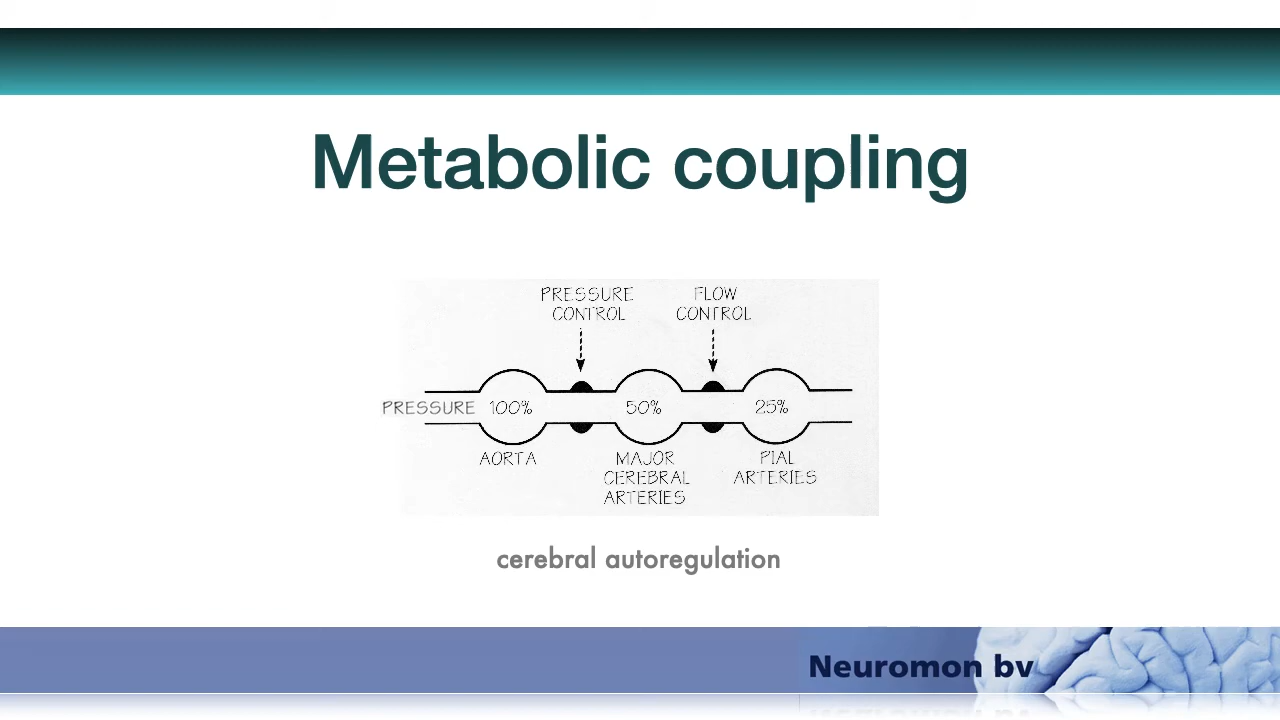 Metabolic coupling
PRESSURE
CONTROL
FLOW
CONTROL
PRESSURE 100% 50% 25%
AORTA
MAJOR
CEREBRAL
ARTERIES
PIAL
ARTERIES
cerebral autoregulation
Neuromon bv